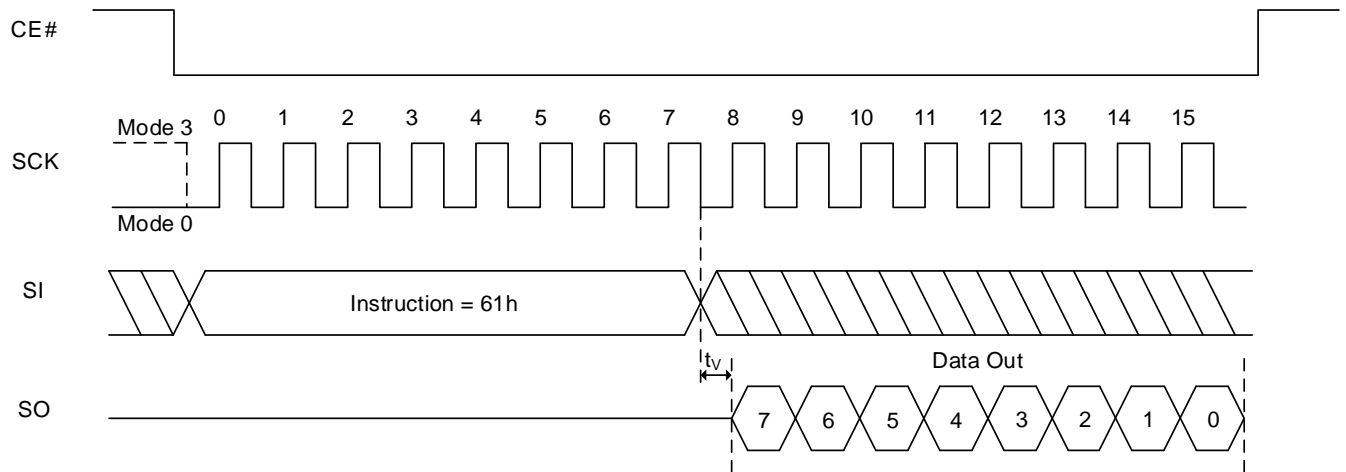 CE#
Mode 3
0 1 2 3 4 5 6 7 8 9 10 11 12 13 14 15
SCK
Mode 0
SI
Instruction = 61h
tV
Data Out
SO
7 6 5 4 3 2 1 0